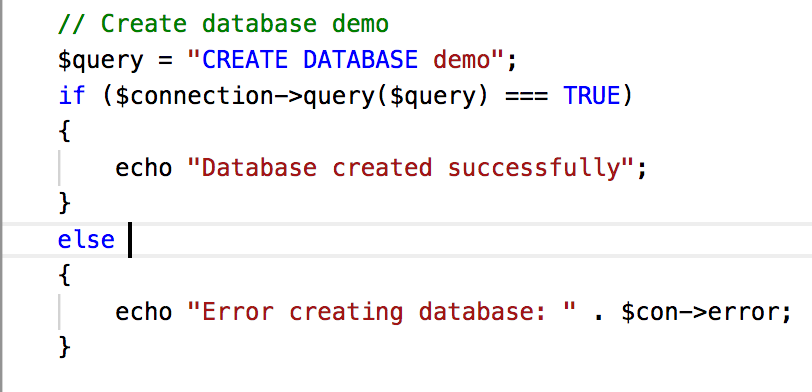 // Create database demo
$query = "CREATE DATABASE demo";
if ($connection->query($query) === TRUE)
{
    echo "Database created successfully";
}
else
{
    echo "Error creating database: " . $con->error;
}